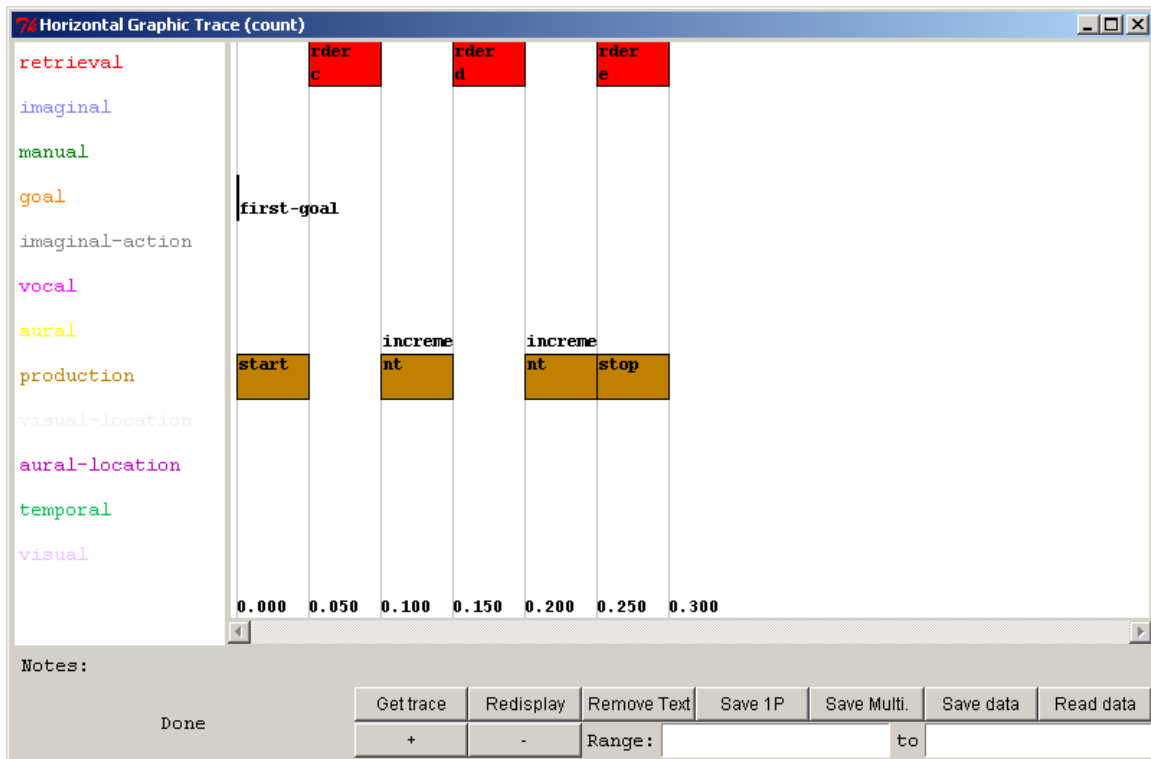 Horizontal Graphic Trace (count)
retrieval
rder
c
rder
d
rder
e
imaginal
manual
goal
first-goal
imaginal-action
vocal
aural
increme
nt
increme
nt
production
start
stop
visual-location
aural-location
temporal
visual
0.000 0.050 0.100 0.150 0.200 0.250 0.300
Notes:
Done
Get trace Redisplay Remove Text Save 1P Save Multi. Save data Read data
+ - Range: to